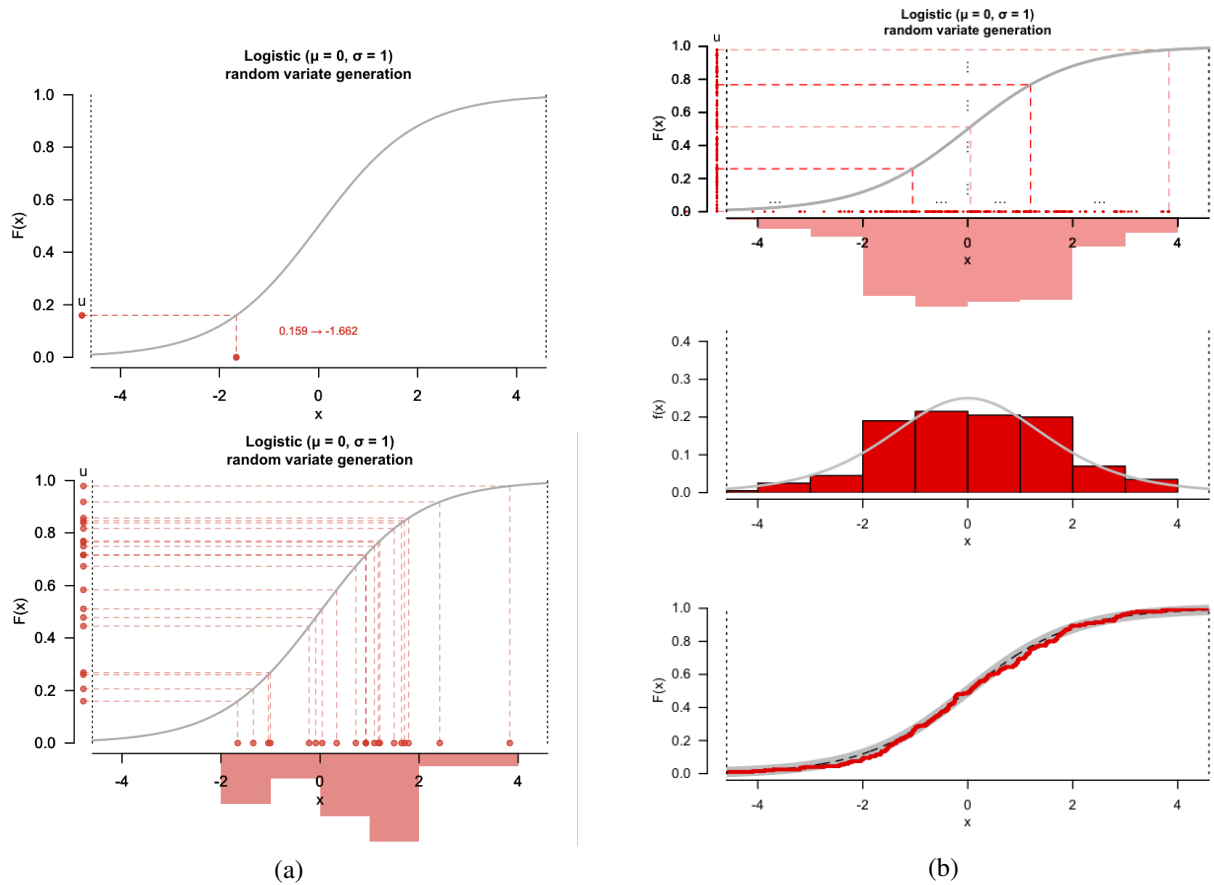 Logistic (μ = 0, σ = 1)
random variate generation
1.0
0.8
0.6
0.4
0.2
0.0
F(x)
u
0.159 → -1.662
-4
-2
0
2
4
x
Logistic (μ = 0, σ = 1)
random variate generation
u
1.0
0.8
0.6
0.4
0.2
0.0
F(x)
-4
-2
0
2
4
x
(a)
Logistic (μ = 0, σ = 1)
random variate generation
u
1.0
0.8
0.6
0.4
0.2
0.0
F(x)
...
...
...
...
...
...
...
-4
-2
0
2
4
x
0.4
0.3
0.2
0.1
0.0
f(x)
-4
-2
0
2
4
x
1.0
0.8
0.6
0.4
0.2
0.0
F(x)
-4
-2
0
2
4
x
(b)